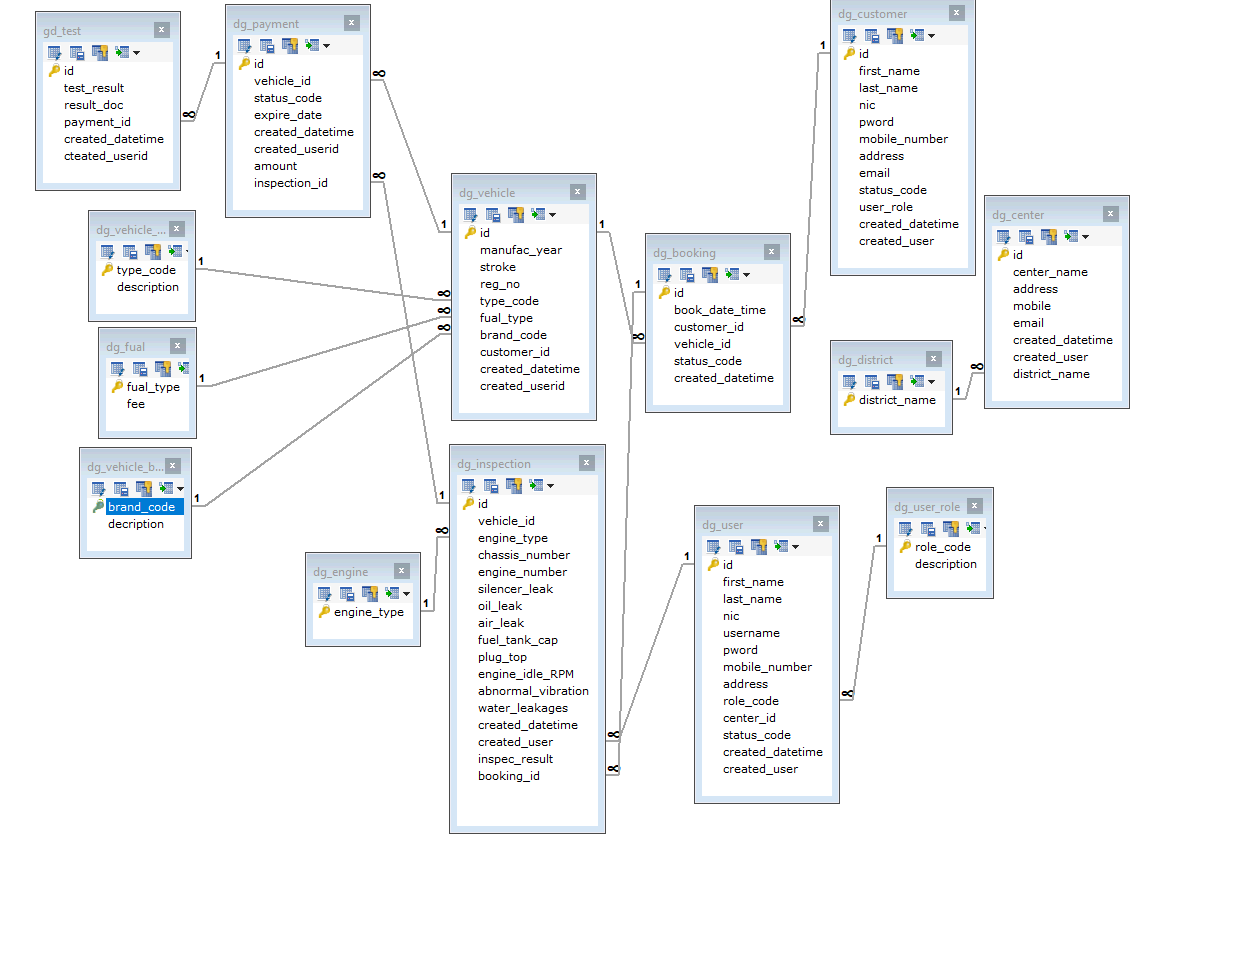 gd_test
id
test_result
result_doc
payment_id
created_datetime
cteated_userid
dg_payment
id
vehicle_id
status_code
expire_date
created_datetime
created_userid
amount
inspection_id
dg_customer
id
first_name
last_name
nic
pword
mobile_number
address
email
status_code
user_role
created_datetime
created_user
dg_vehicle
id
manufac_year
stroke
reg_no
type_code
fual_type
brand_code
customer_id
created_datetime
created_userid
dg_vehicle_...
type_code
description
dg_booking
id
book_date_time
customer_id
vehicle_id
status_code
created_datetime
dg_center
id
center_name
address
mobile
email
created_datetime
created_user
district_name
dg_fual
fual_type
fee
dg_district
district_name
dg_vehicle_b...
brand_code
decription
dg_inspection
id
vehicle_id
engine_type
chassis_number
engine_number
silencer_leak
oil_leak
air_leak
fuel_tank_cap
plug_top
engine_idle_RPM
abnormal_vibration
water_leakages
created_datetime
created_user
inspec_result
booking_id
dg_engine
engine_type
dg_user
id
first_name
last_name
nic
username
pword
mobile_number
address
role_code
center_id
status_code
created_datetime
created_user
dg_user_role
role_code
description
1
1
1
1
1
1
1
1
1
1
1
1